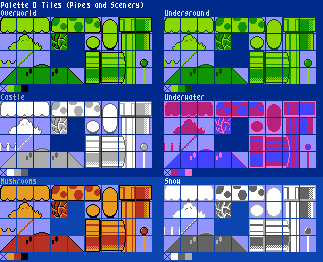 Palette 0 Tiles (Pipes and Scenery)
Overworld
Underground
Castle
Underwater
Mushrooms
Snow